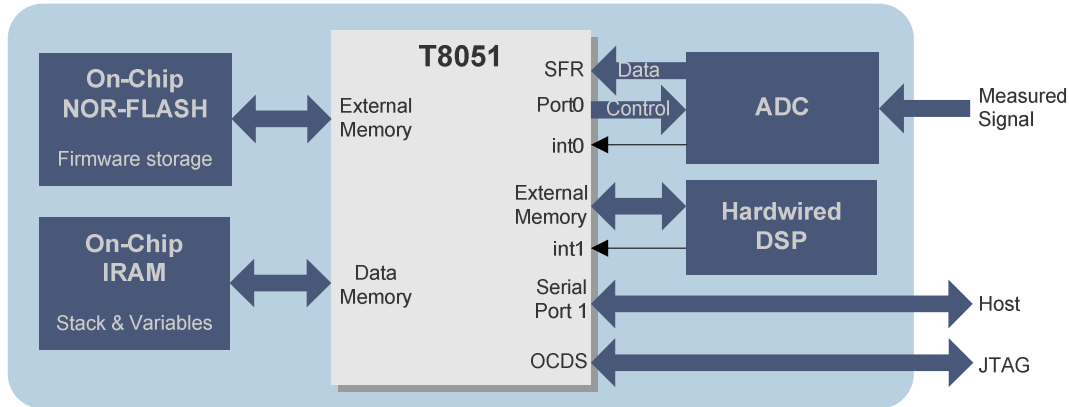 T8051
On-Chip
NOR-FLASH
Firmware storage
External
Memory
On-Chip
IRAM
Stack & Variables
Data
Memory
SFR
Data
Port0
Control
int0
ADC
Measured
Signal
External
Memory
int1
Hardwired
DSP
Serial
Port 1
Host
OCDS
JTAG